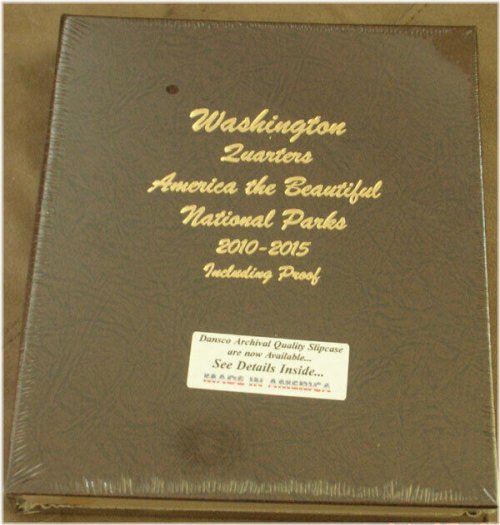 Washington
Quarters
America the Beautiful
National Parks
2010-2015
Including Proof
Dansco Archival Quality Slipcase
are now Available...
See Details Inside...
MADE IN AMERICA